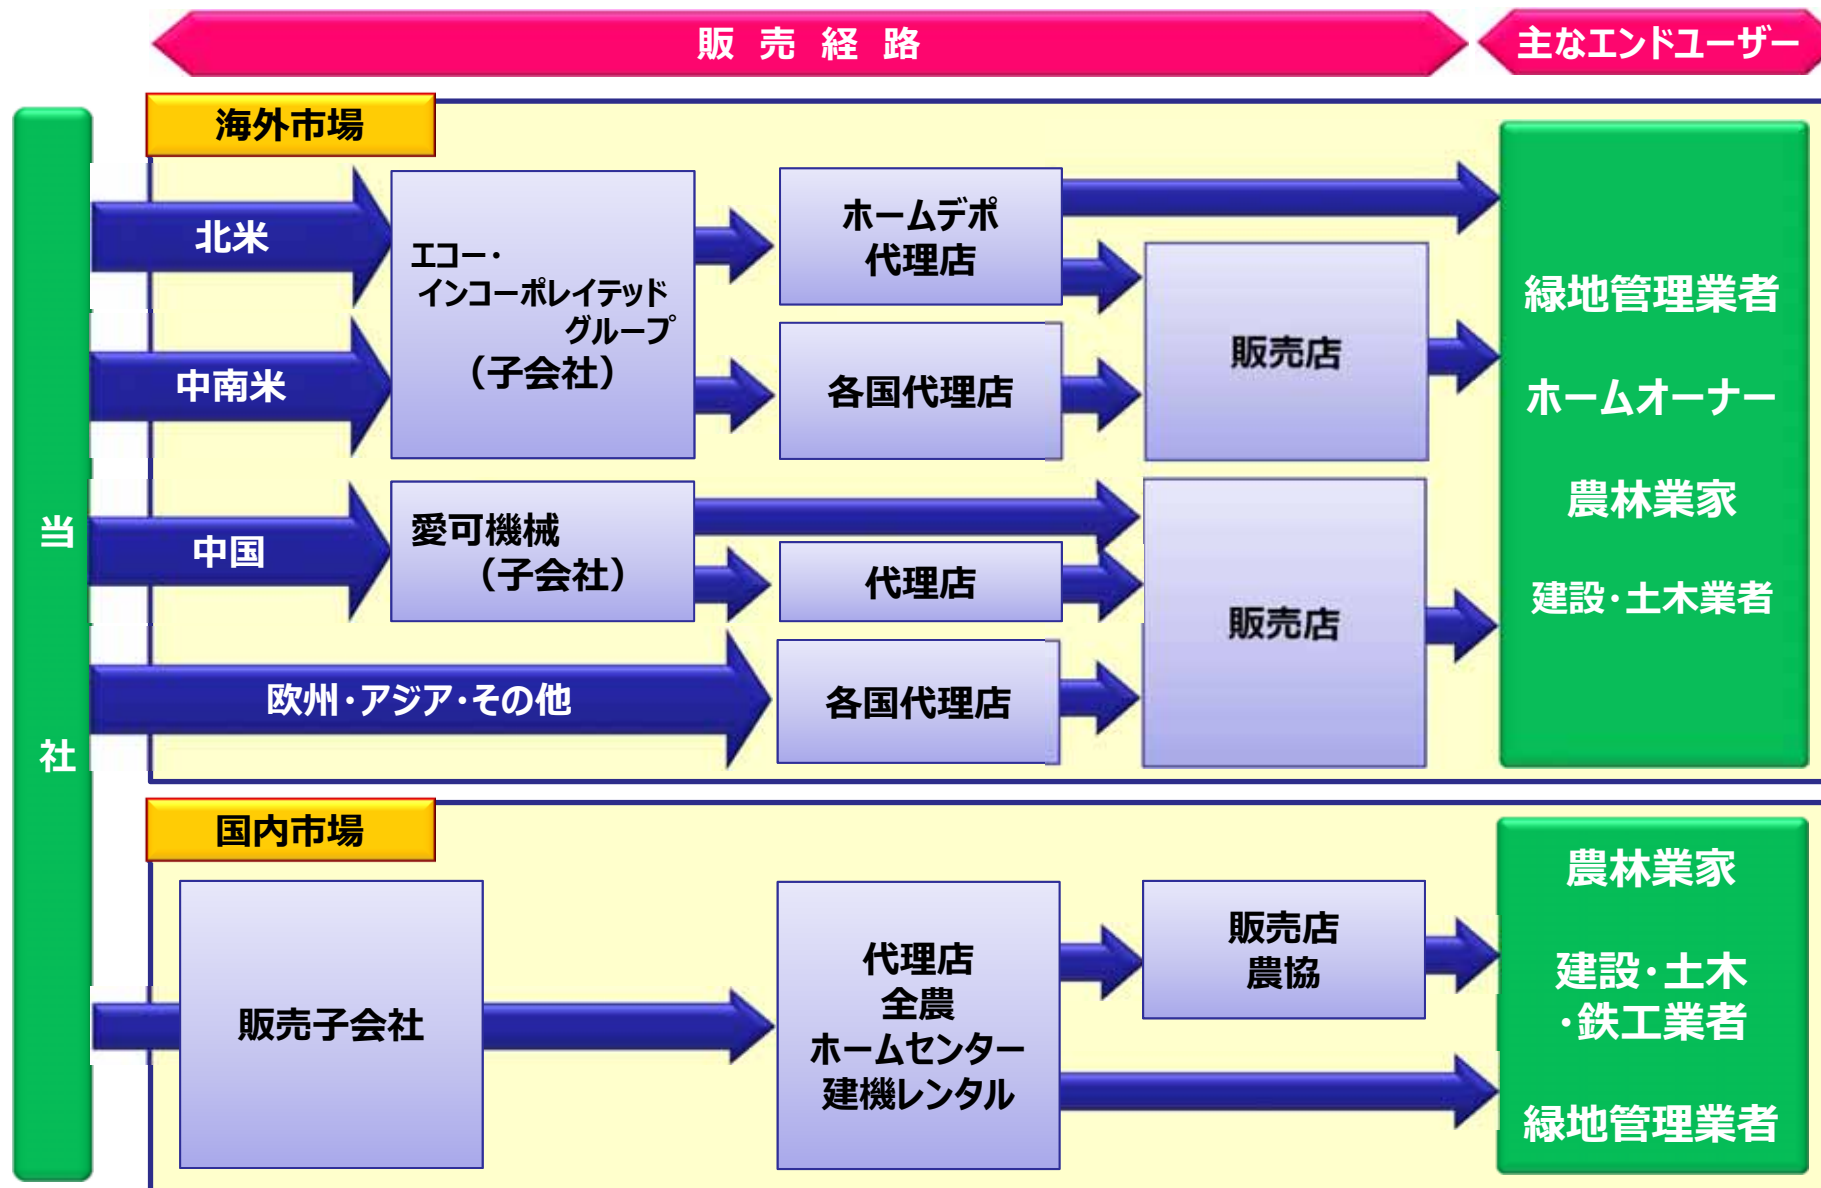 販売経路
主なエンドユーザー
当
社
海外市場
北米
中南米
エコー・
インコーポレイテッド
グループ
（子会社）
ホームデポ
代理店
各国代理店
販売店
中国
愛可機械
（子会社）
代理店
欧州・アジア・その他
各国代理店
販売店
緑地管理業者
ホームオーナー
農林業家
建設・土木業者
国内市場
販売子会社
代理店
全農
ホームセンター
建機レンタル
販売店
農協
農林業家
建設・土木
・鉄工業者
緑地管理業者